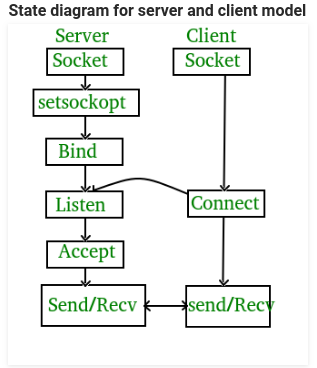 State diagram for server and client model
Server
Client
Socket
Socket
setsockopt
Bind
Listen
Connect
Accept
Send/Recv
send/Recv